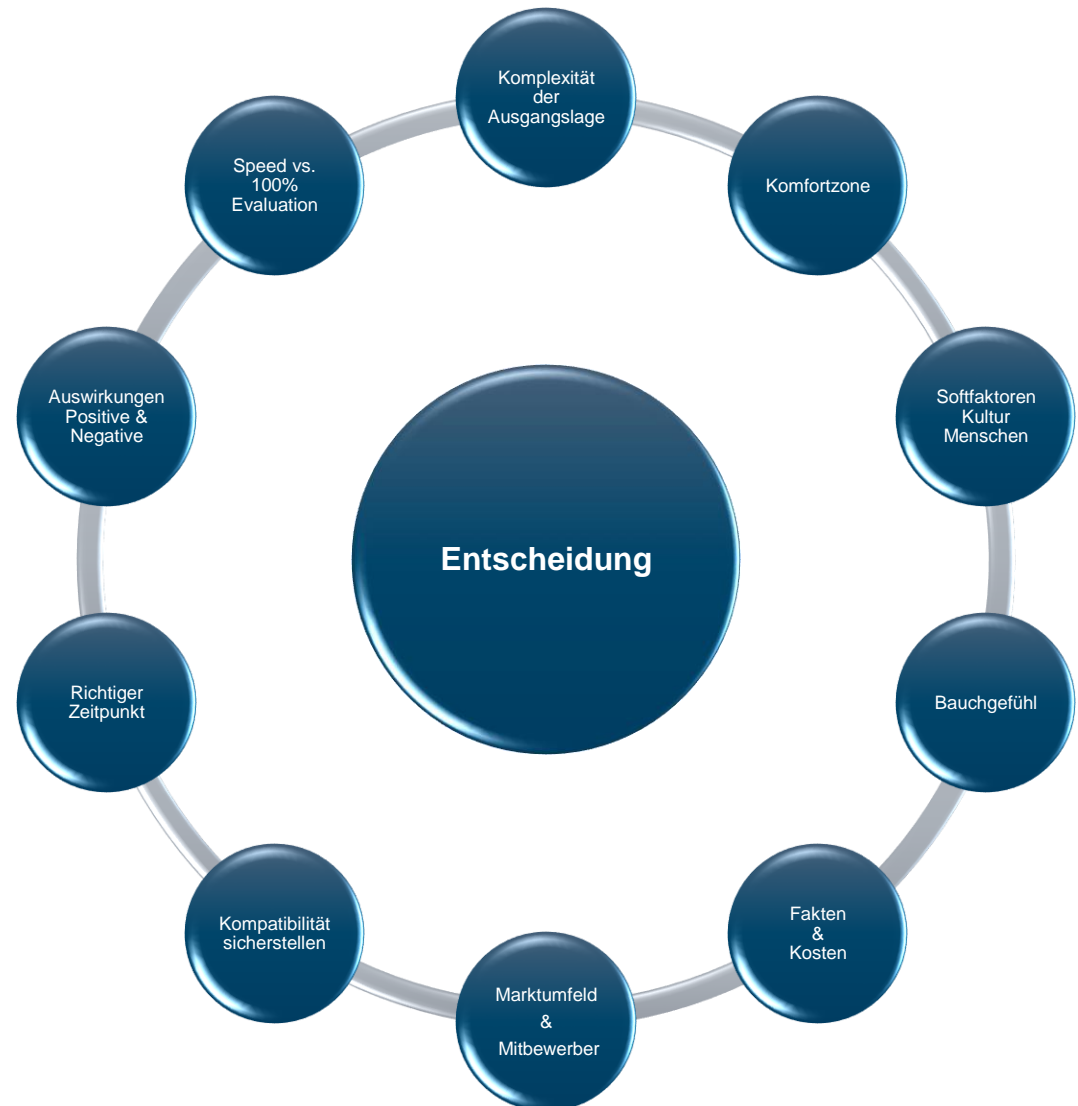 Komplexität
der
Ausgangslage
Komfortzone
Softfaktoren
Kultur
Menschen
Bauchgefühl
Fakten
&
Kosten
Marktumfeld
&
Mitbewerber
Kompatibilität
sicherstellen
Richtiger
Zeitpunkt
Auswirkungen
Positive &
Negative
Speed vs.
100%
Evaluation
Entscheidung